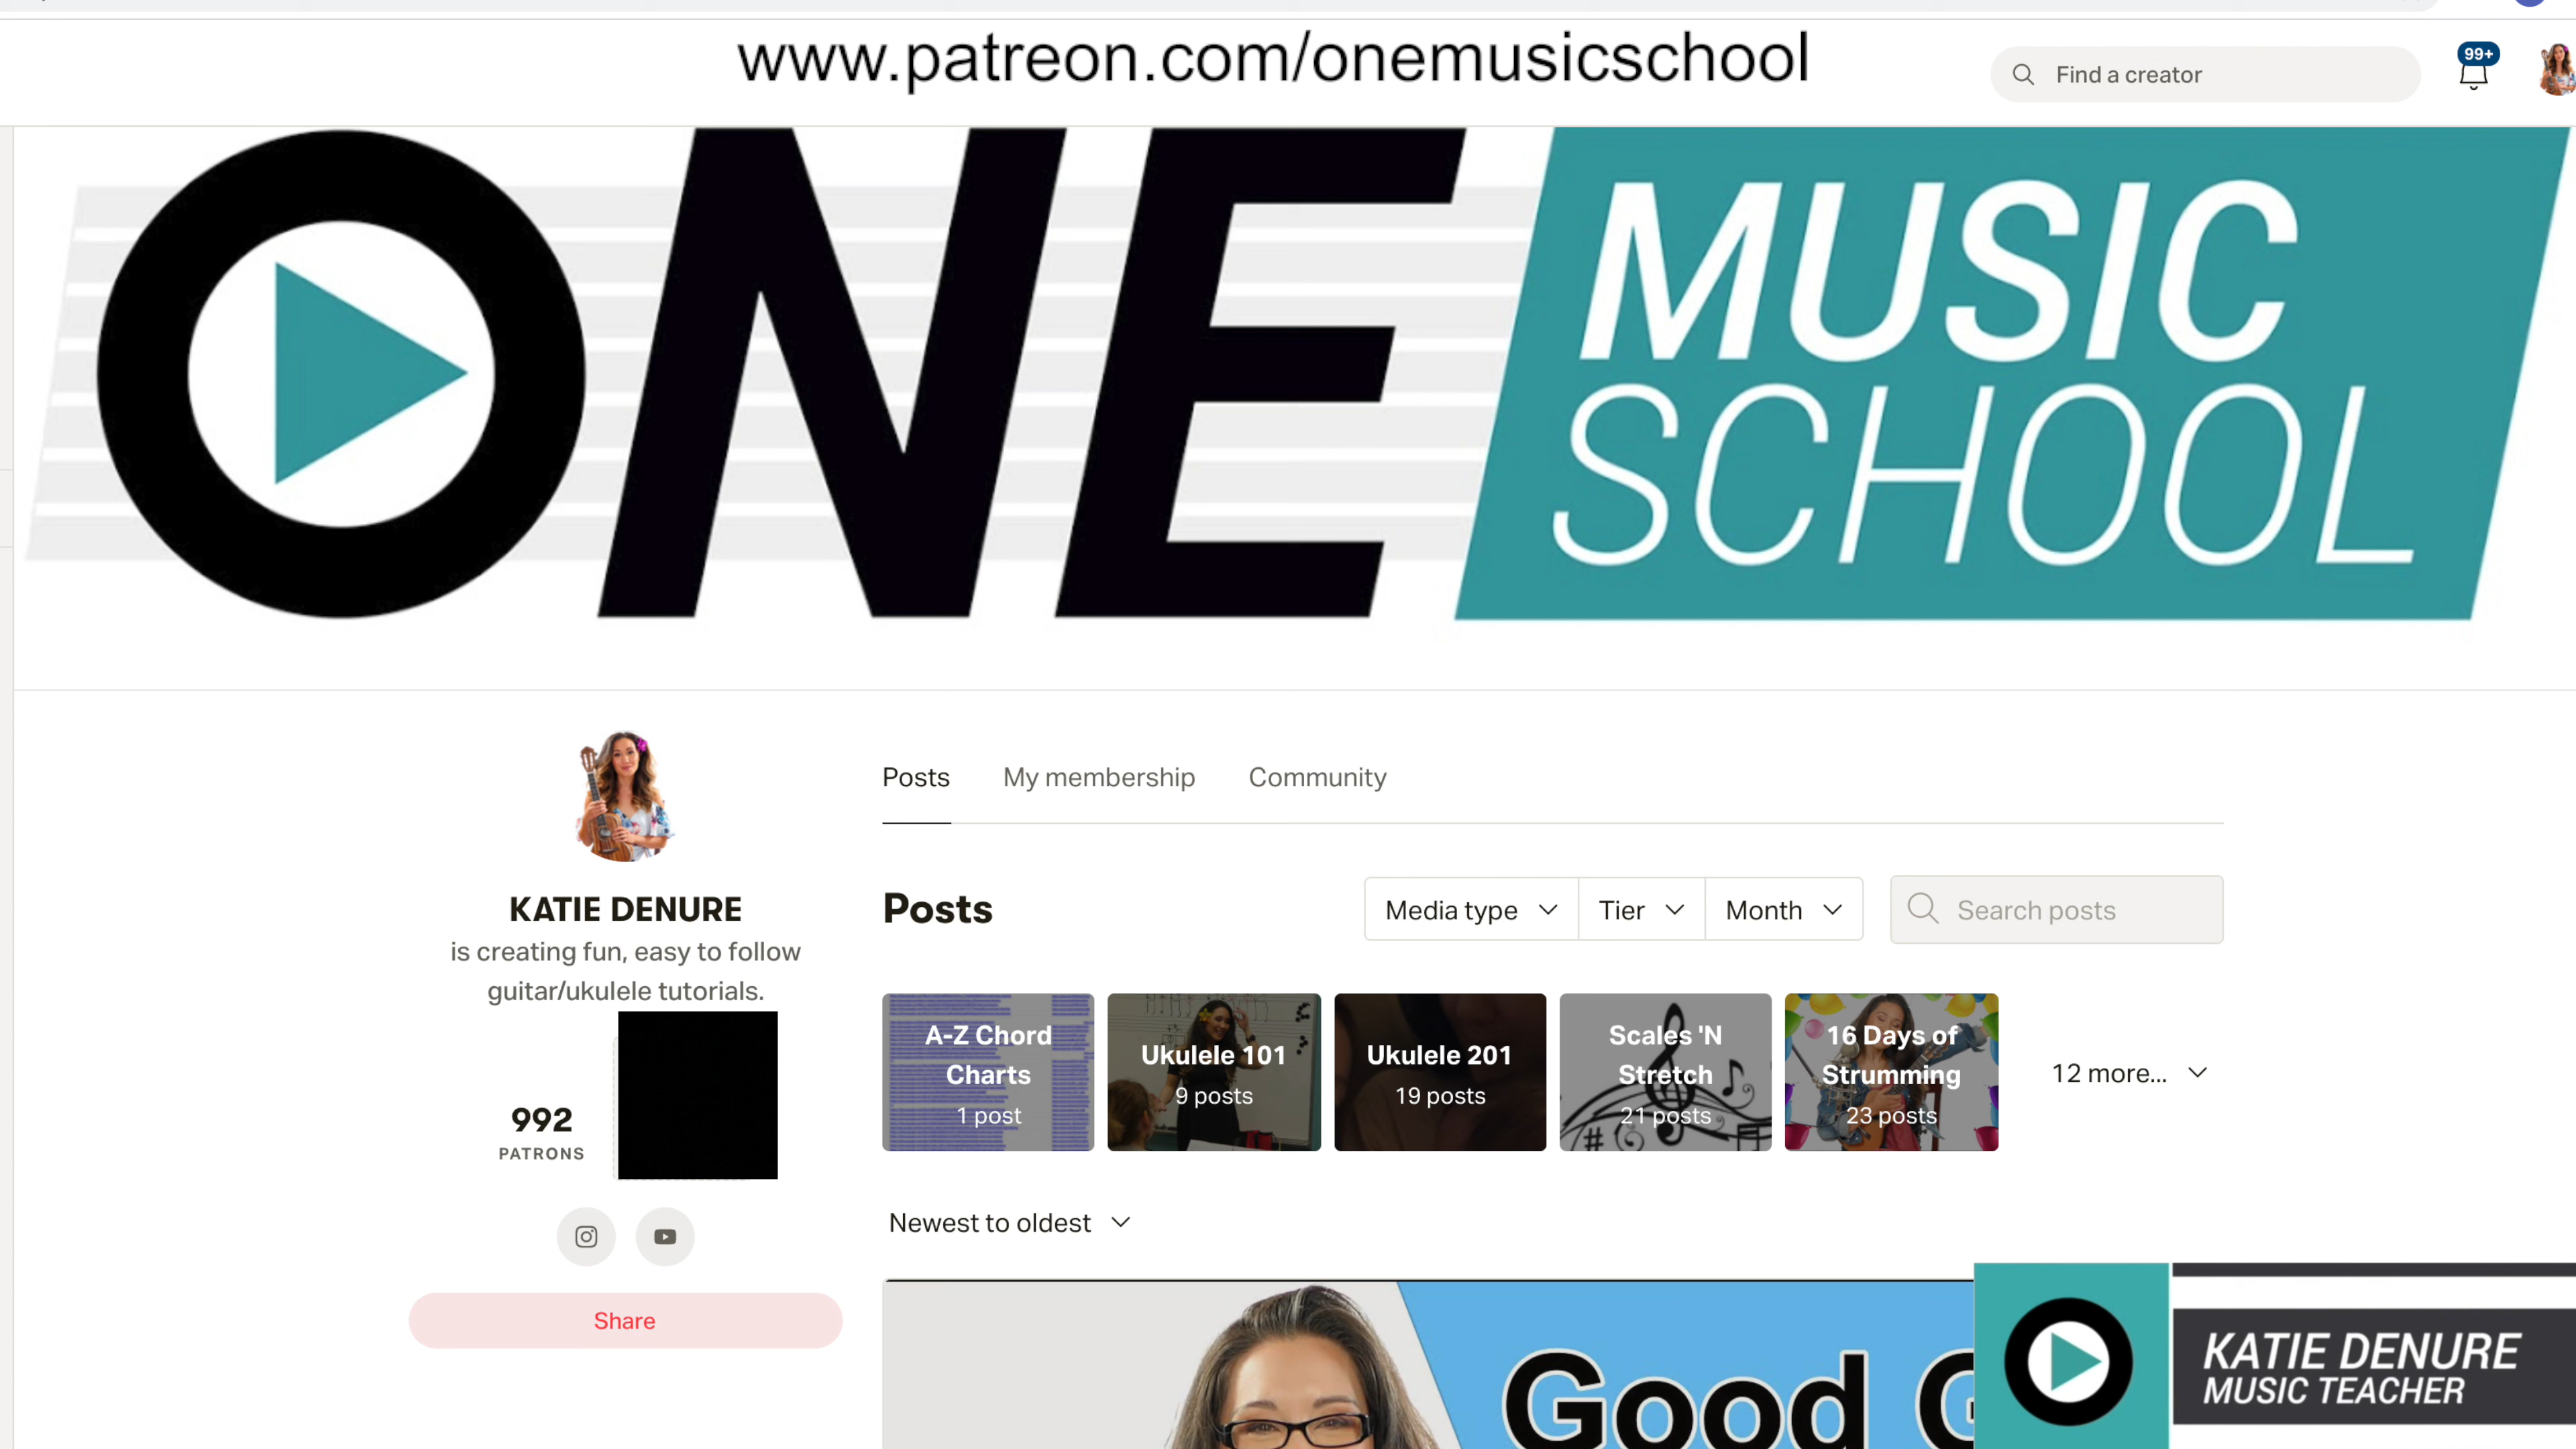 www.patreon.com/onemusicschool
Find a creator
99+
ONE
MUSIC
SCHOOL
KATIE DENURE
is creating fun, easy to follow
guitar/ukulele tutorials.
992
PATRONS
Share
Posts
My membership
Community
Posts
Media type
Tier
Month
Search posts
A-Z Chord
Charts
1 post
Ukulele 101
9 posts
Ukulele 201
19 posts
Scales 'N
Stretch
21 posts
16 Days of
Strumming
23 posts
12 more...
Newest to oldest
Good
KATIE DENURE
MUSIC TEACHER